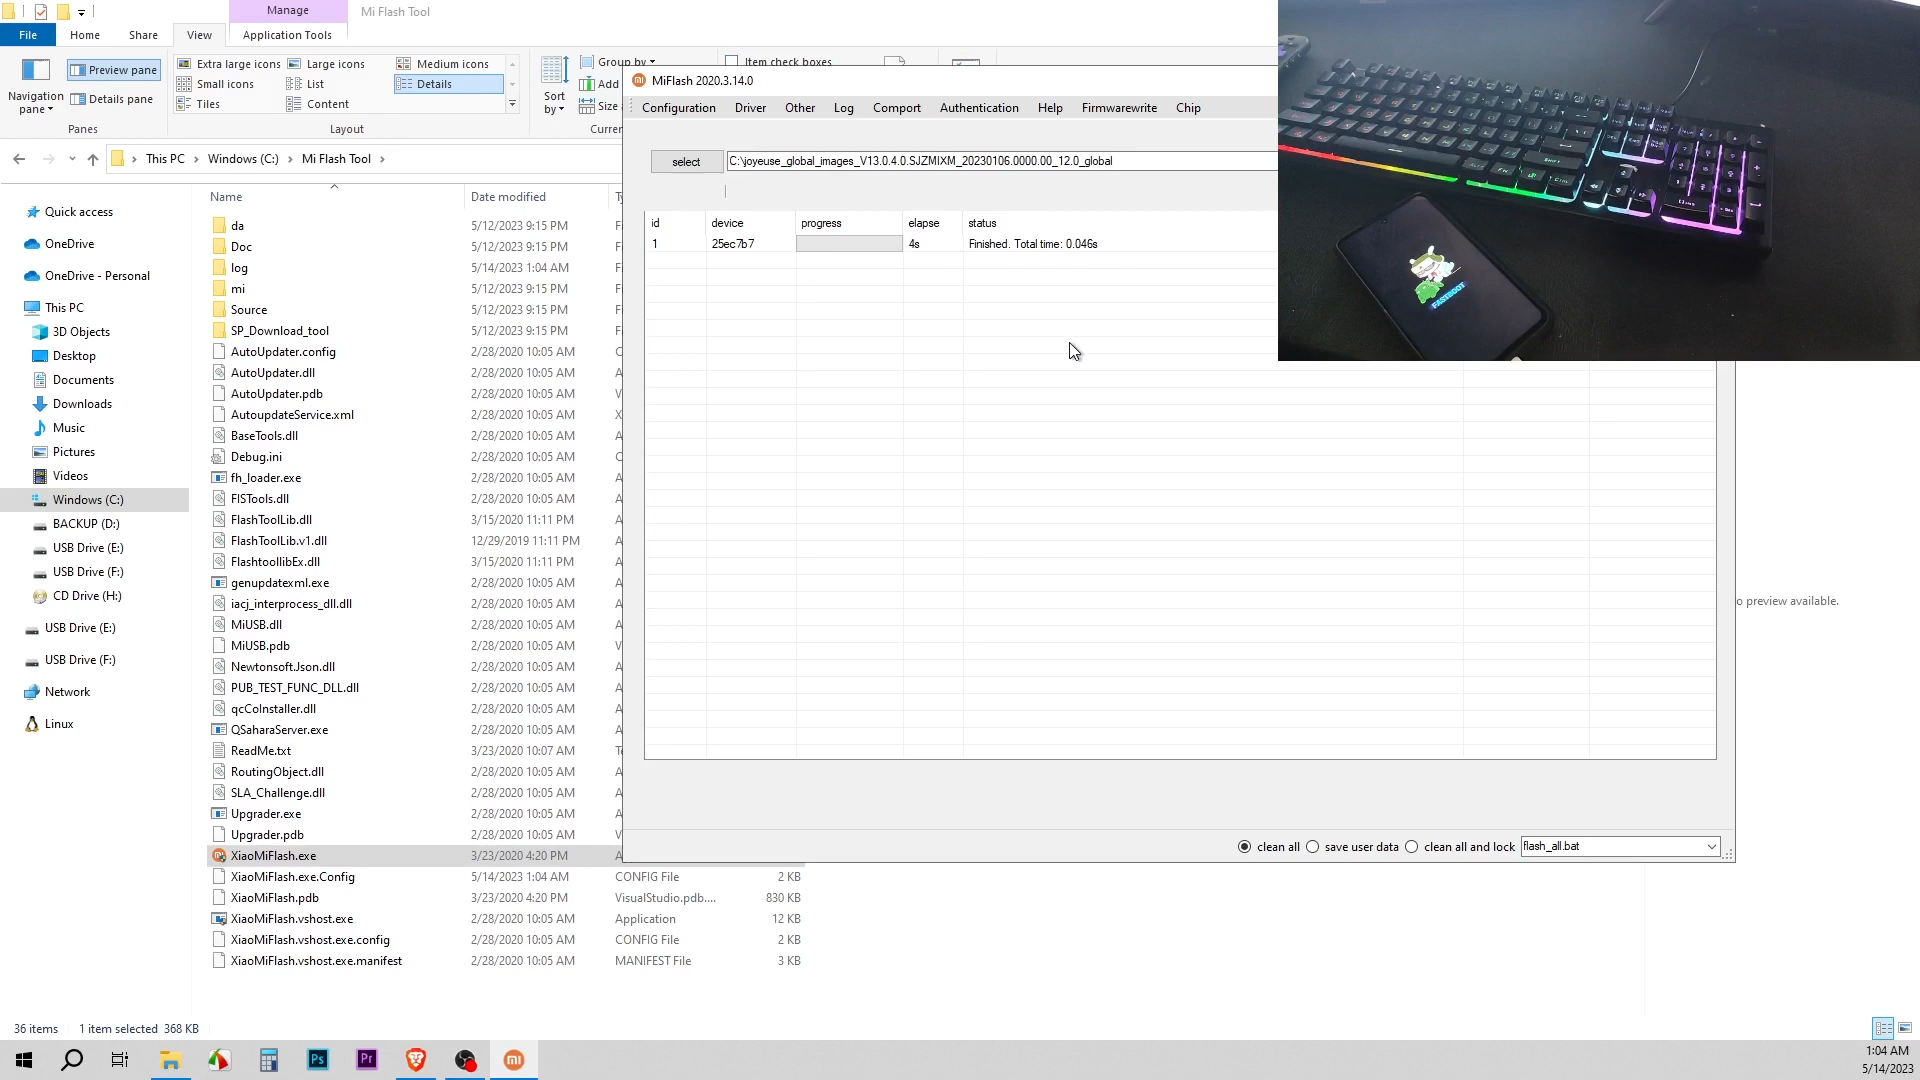 Manage
Mi Flash Tool
File
Home
Share
View
Application Tools
Navigation pane
Preview pane
Details pane
Panes
Extra large icons
Large icons
Medium icons
Small icons
List
Details
Tiles
Content
Layout
Sort by
Group by
Add
Size
Curre
Item check boxes
This PC
Windows (C:)
Mi Flash Tool
Quick access
OneDrive
OneDrive - Personal
This PC
3D Objects
Desktop
Documents
Downloads
Music
Pictures
Videos
Windows (C:)
BACKUP (D:)
USB Drive (E:)
USB Drive (F:)
CD Drive (H:)
USB Drive (E:)
USB Drive (F:)
Network
Linux
Name Date modified
da 5/12/2023 9:15 PM
Doc 5/12/2023 9:15 PM
log 5/14/2023 1:04 AM
mi 5/12/2023 9:15 PM
Source 5/12/2023 9:15 PM
SP_Download_tool 5/12/2023 9:15 PM
AutoUpdater.config 2/28/2020 10:05 AM
AutoUpdater.dll 2/28/2020 10:05 AM
AutoUpdater.pdb 2/28/2020 10:05 AM
AutoupdateService.xml 2/28/2020 10:05 AM
BaseTools.dll 2/28/2020 10:05 AM
Debug.ini 2/28/2020 10:05 AM
fh_loader.exe 2/28/2020 10:05 AM
FISTools.dll 2/28/2020 10:05 AM
FlashToolLib.dll 3/15/2020 11:11 PM
FlashToolLib.v1.dll 12/29/2019 11:11 PM
FlashtoollibEx.dll 3/15/2020 11:11 PM
genupdatexml.exe 2/28/2020 10:05 AM
iacj_interprocess_dll.dll 2/28/2020 10:05 AM
MiUSB.dll 2/28/2020 10:05 AM
MiUSB.pdb 2/28/2020 10:05 AM
Newtonsoft.Json.dll 2/28/2020 10:05 AM
PUB_TEST_FUNC_DLL.dll 2/28/2020 10:05 AM
qcCoInstaller.dll 2/28/2020 10:05 AM
QSaharaServer.exe 2/28/2020 10:05 AM
ReadMe.txt 3/23/2020 10:07 AM
RoutingObject.dll 2/28/2020 10:05 AM
SLA_Challenge.dll 2/28/2020 10:05 AM
Upgrader.exe 2/28/2020 10:05 AM
Upgrader.pdb 2/28/2020 10:05 AM
XiaoMiFlash.exe 3/23/2020 4:20 PM
XiaoMiFlash.exe.Config 5/14/2023 1:04 AM CONFIG File 2 KB
XiaoMiFlash.pdb 3/23/2020 4:20 PM VisualStudio.pdb.... 830 KB
XiaoMiFlash.vshost.exe 2/28/2020 10:05 AM Application 12 KB
XiaoMiFlash.vshost.exe.config 2/28/2020 10:05 AM CONFIG File 2 KB
XiaoMiFlash.vshost.exe.manifest 2/28/2020 10:05 AM MANIFEST File 3 KB
36 items 1 item selected 368 KB
MiFlash 2020.3.14.0
Configuration Driver Other Log Comport Authentication Help Firmwarewrite Chip
select C:\joyeuse_global_images_V13.0.4.0.SJZMIXM_20230106.0000.00_12.0_global
id device progress elapse status
1 25ec7b7 4s Finished. Total time: 0.046s
clean all save user data clean all and lock flash_all.bat
FASTBOOT
o preview available.
Ps
Pr
1:04 AM
5/14/2023